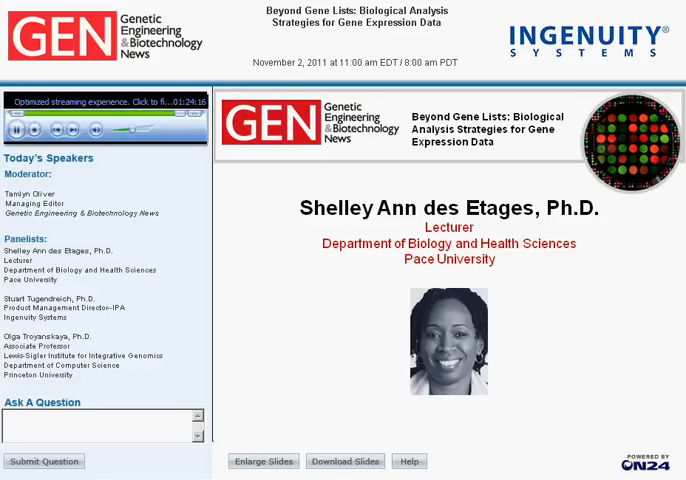 GEN
Genetic
Engineering
& Biotechnology
News
Beyond Gene Lists: Biological Analysis
Strategies for Gene Expression Data
November 2, 2011 at 11:00 am EDT / 8:00 am PDT
INGENUITY®
SYSTEMS
Optimized streaming experience. Click to fi...01:24:16
Today's Speakers
Moderator:
Tamlyn Oliver
Managing Editor
Genetic Engineering & Biotechnology News
Panelists:
Shelley Ann des Etages, Ph.D.
Lecturer
Department of Biology and Health Sciences
Pace University
Stuart Tugendreich, Ph.D.
Product Management Director-IPA
Ingenuity Systems
Olga Troyanskaya, Ph.D.
Associate Professor
Lewis-Sigler Institute for Integrative Genomics
Department of Computer Science
Princeton University
Ask A Question
Submit Question
GEN
Genetic
Engineering
& Biotechnology
News
Beyond Gene Lists: Biological
Analysis Strategies for Gene
Expression Data
Shelley Ann des Etages, Ph.D.
Lecturer
Department of Biology and Health Sciences
Pace University
Enlarge Slides
Download Slides
Help
POWERED BY
ON24